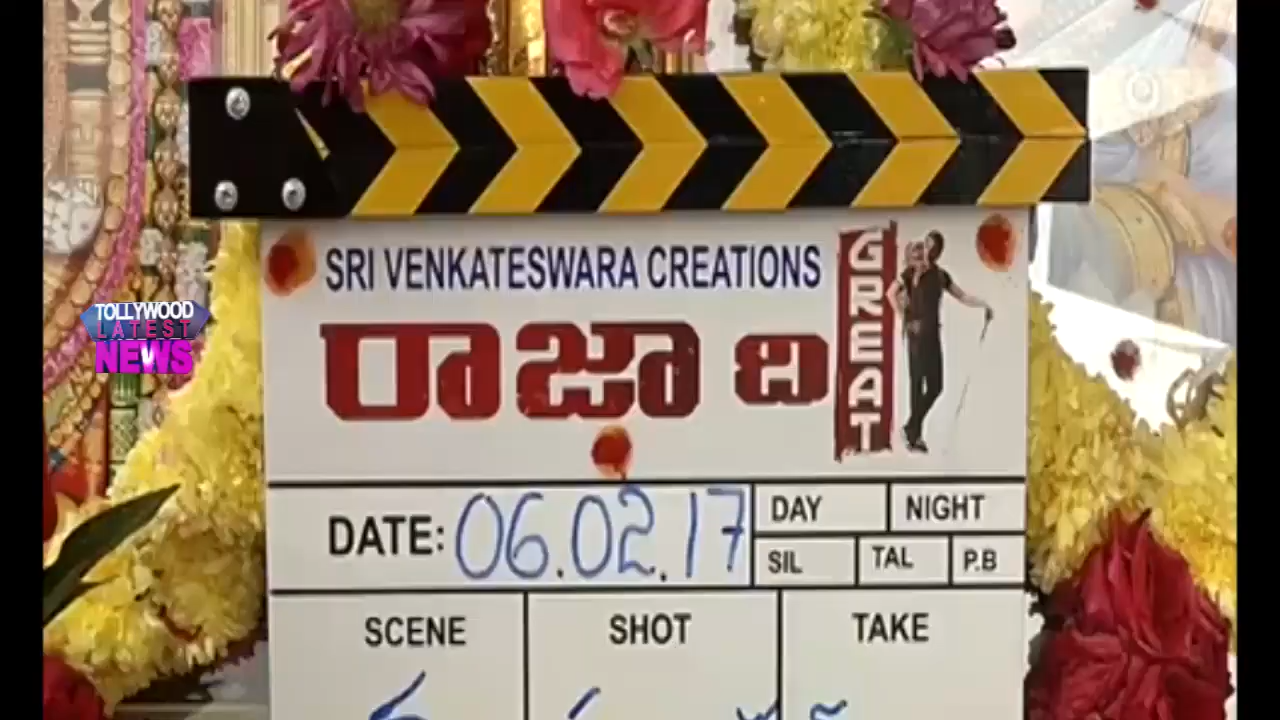 SRI VENKATESWARA CREATIONS
రాజా ది GREAT
TOLLYWOOD
LATEST
NEWS
DATE: 06.02.17
DAY
NIGHT
SIL
TAL
P.B
SCENE
SHOT
TAKE